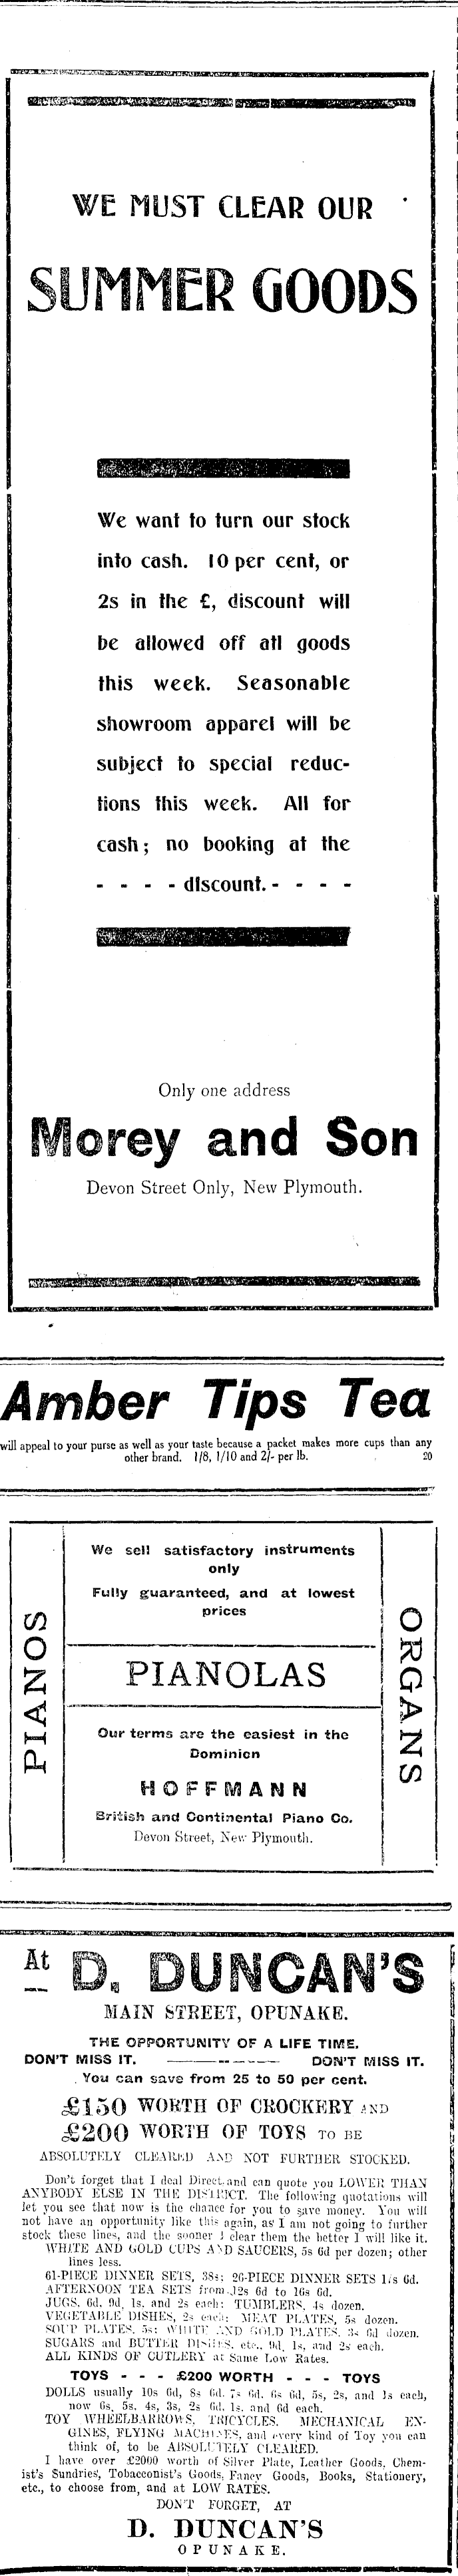 WE MUST CLEAR OUR
SUMMER GOODS
We want to turn our stock
into cash. 10 per cent, or
2s in the £, discount will
be allowed off all goods
this week. Seasonable
showroom apparel will be
subject to special reduc-
tions this week. All for
cash; no booking at the
- - - - discount. - - - -
Only one address
Morey and Son
Devon Street Only, New Plymouth.
Amber Tips Tea
will appeal to your purse as well as your taste because a packet makes more cups than any
other brand. 1/8, 1/10 and 2/- per lb. 20
PIANOS
We sell satisfactory instruments
only
Fully guaranteed, and at lowest
prices
PIANOLAS
Our terms are the easiest in the
Dominion
HOFFMANN
British and Continental Piano Co.
Devon Street, New Plymouth.
ORGANS
At D. DUNCAN'S
MAIN STREET, OPUNAKE.
THE OPPORTUNITY OF A LIFE TIME.
DON'T MISS IT. DON'T MISS IT.
You can save from 25 to 50 per cent.
£150 WORTH OF CROCKERY AND
£200 WORTH OF TOYS TO BE
ABSOLUTELY CLEARED AND NOT FURTHER STOCKED.
Don't forget that I deal Direct and can quote you LOWER THAN
ANYBODY ELSE IN THE DISTRICT. The following quotations will
let you see that now is the chance for you to save money. You will
not have an opportunity like this again, as I am not going to further
stock these lines, and the sooner I clear them the better I will like it.
WHITE AND GOLD CUPS AND SAUCERS, 5s 6d per dozen; other
lines less.
61-PIECE DINNER SETS, 38s; 26-PIECE DINNER SETS 6d.
AFTERNOON TEA SETS from 12s 6d to 16s 6d.
JUGS, 6d, 9d, 1s, and 2s each: TUMBLERS, 4s dozen.
VEGETABLE DISHES, 2s each: MEAT PLATES, 5s dozen.
SOUP PLATES, 5s: WHITE AND GOLD PLATES, 3s 6d dozen.
SUGARS and BUTTER DISHES, etc., 9d, 1s, and 2s each.
ALL KINDS OF CUTLERY at Same Low Rates.
TOYS - - - £200 WORTH - - - TOYS
DOLLS usually 10s 6d, 8s 6d, 7s 6d, 6s 6d, 5s, 2s, and 1s each,
now 6s, 5s, 4s, 3s, 2s 6d, 1s, and 6d each.
TOY WHEELBARROWS, TRICYCLES, MECHANICAL EN-
GINES, FLYING MACHINES, and every kind of Toy you can
think of, to be ABSOLUTELY CLEARED.
I have over £2000 worth of Silver Plate, Leather Goods, Chem-
ist's Sundries, Tobacconist's Goods, Fancy Goods, Books, Stationery,
etc., to choose from, and at LOW RATES.
DON'T FORGET, AT
D. DUNCAN'S
OPUNAKE.